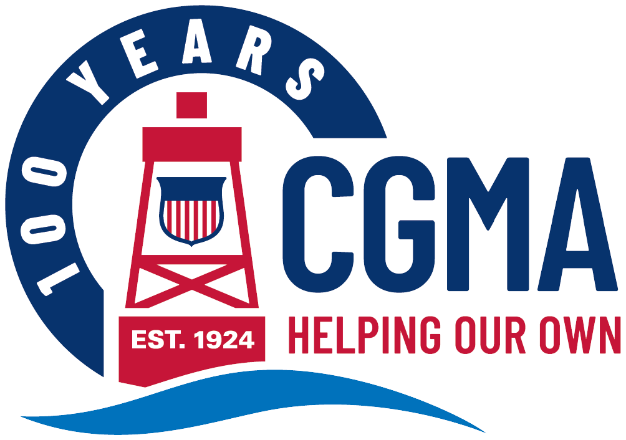 100 YEARS
CGMA
HELPING OUR OWN
EST. 1924